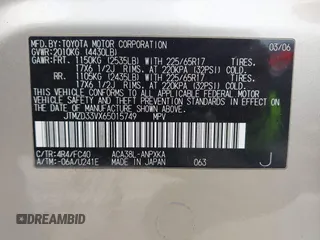 MFD. BY: TOYOTA MOTOR CORPORATION 03/06
GVWR: 2010KG (4430LB)
GAWR: FRT. 1150KG (2535LB) WITH 225/65R17 TIRES.
17X6 1/2J RIMS. AT 220KPA (32PSI) COLD.
RR. 1105KG (2435LB) WITH 225/65R17 TIRES.
17X6 1/2J RIMS. AT 220KPA (32PSI) COLD.
THIS VEHICLE CONFORMS TO ALL APPLICABLE
FEDERAL MOTOR VEHICLE SAFETY AND
STANDARDS IN EFFECT ON THE DATE OF
MANUFACTURE SHOWN ABOVE.
JTMZD33VX65015749 MPV
C/TR: 4R4/FC40 ACA38L-ANPXKA
A/TM: -06A/U241E MADE IN JAPAN 063 J
© AUTOBIDMASTER